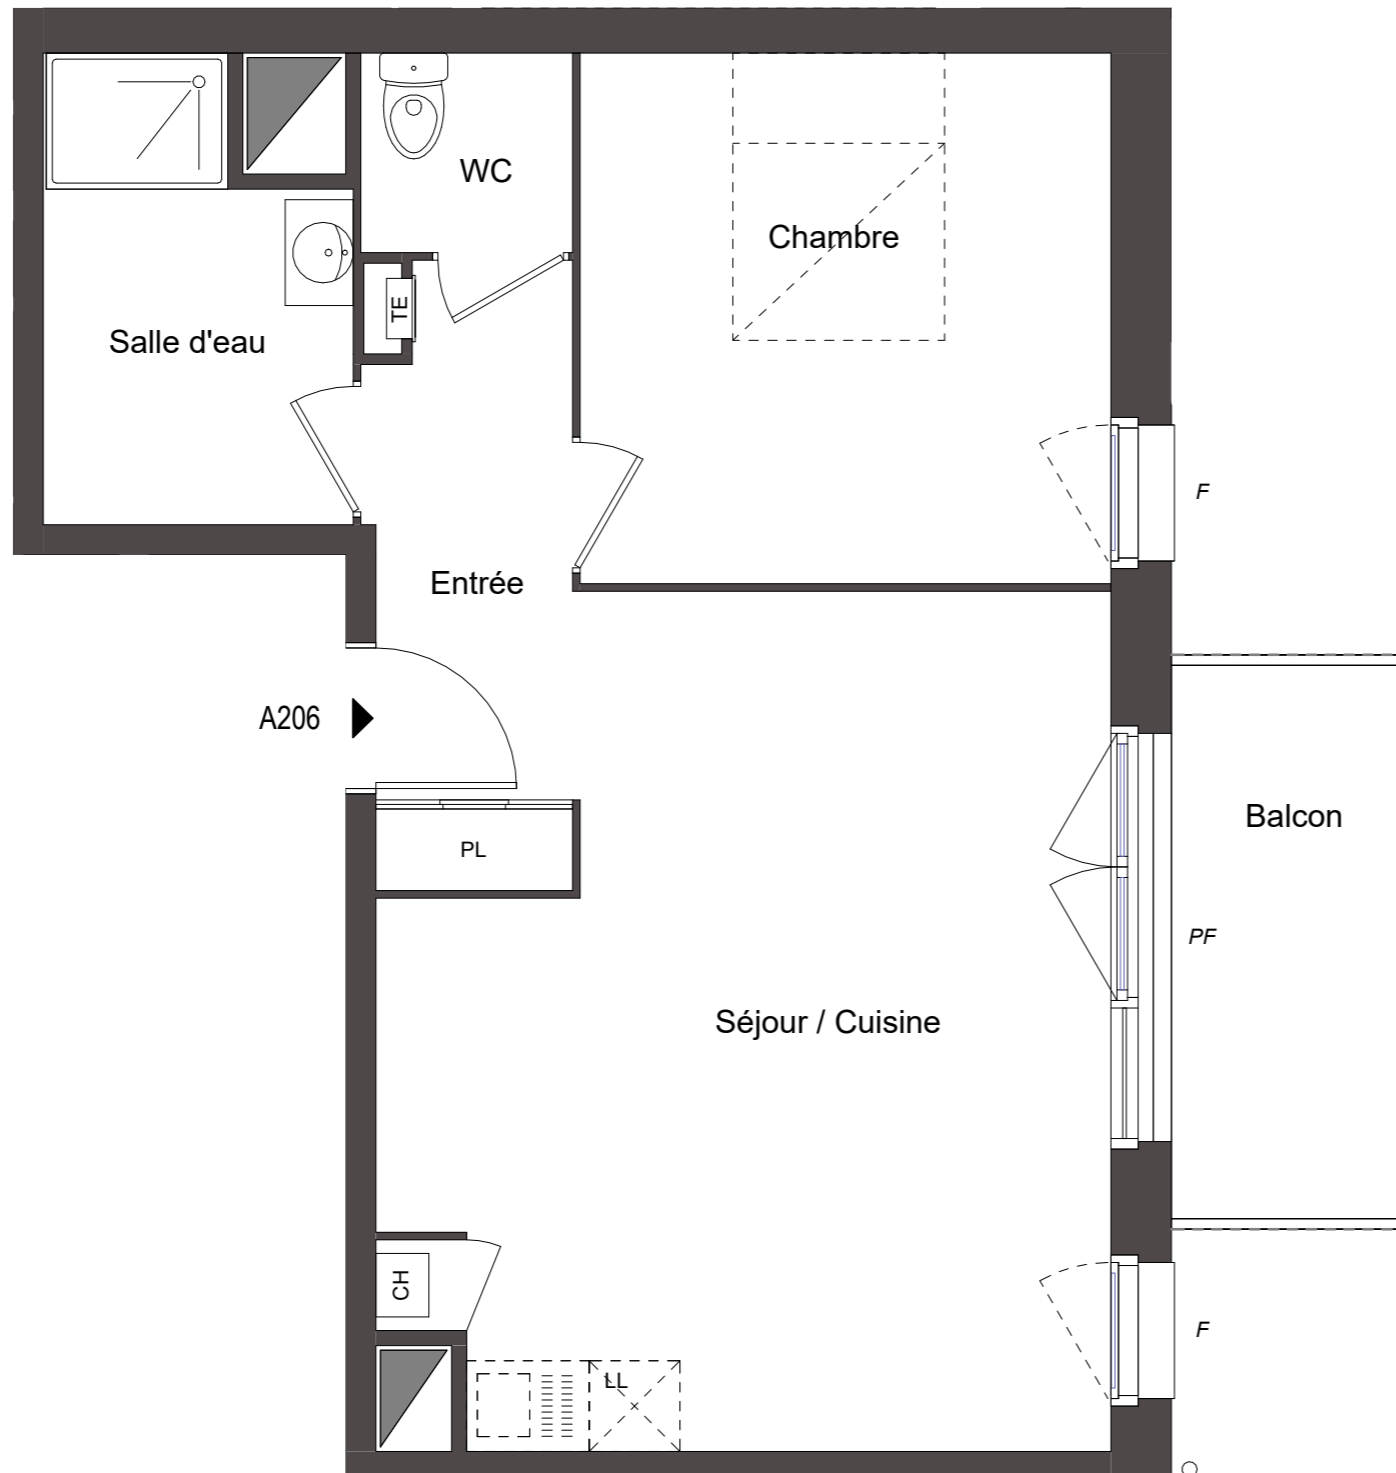 WC
Chambre
TE
Salle d'eau
F
Entrée
A206
Balcon
PL
PF
Séjour / Cuisine
CH
F
LL